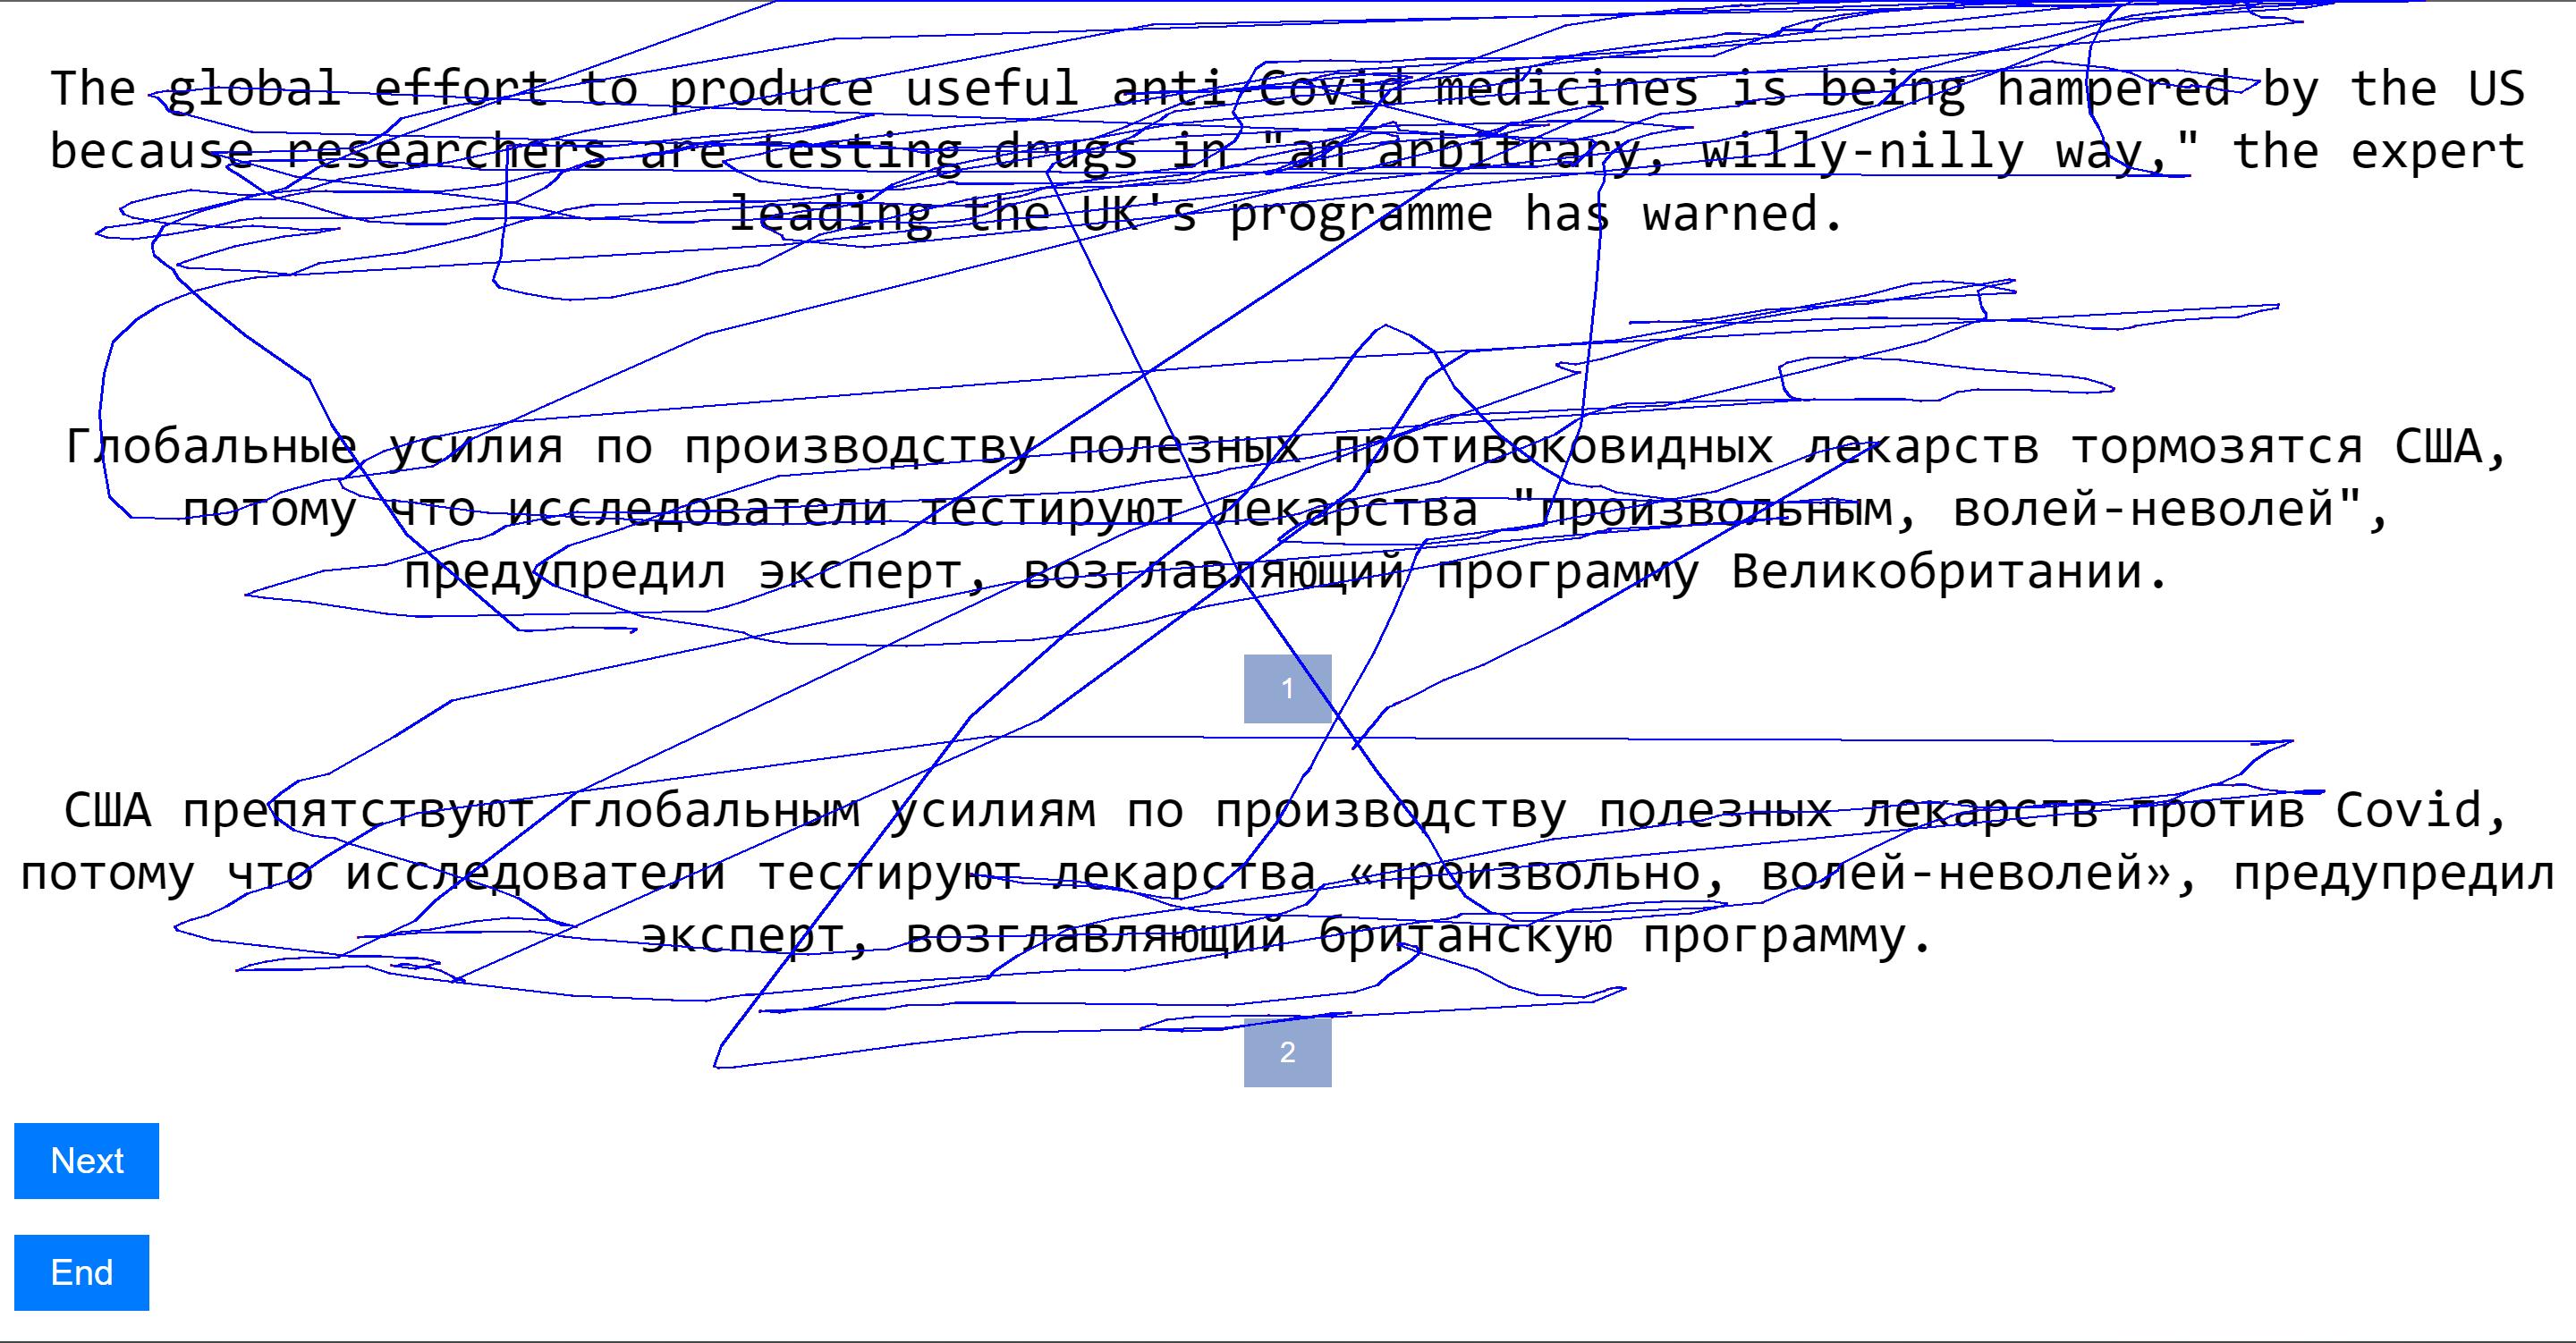 The global effort to produce useful anti-Covid medicines is being hampered by the US
because researchers are testing drugs in "an arbitrary, willy-nilly way," the expert
leading the UK's programme has warned.
Глобальные усилия по производству полезных противоковидных лекарств тормозятся США,
потому что исследователи тестируют лекарства "произвольным, волей-неволей",
предупредил эксперт, возглавляющий программу Великобритании.
1
США препятствуют глобальным усилиям по производству полезных лекарств против Covid,
потому что исследователи тестируют лекарства «произвольно, волей-неволей», предупредил
эксперт, возглавляющий британскую программу.
2
Next
End